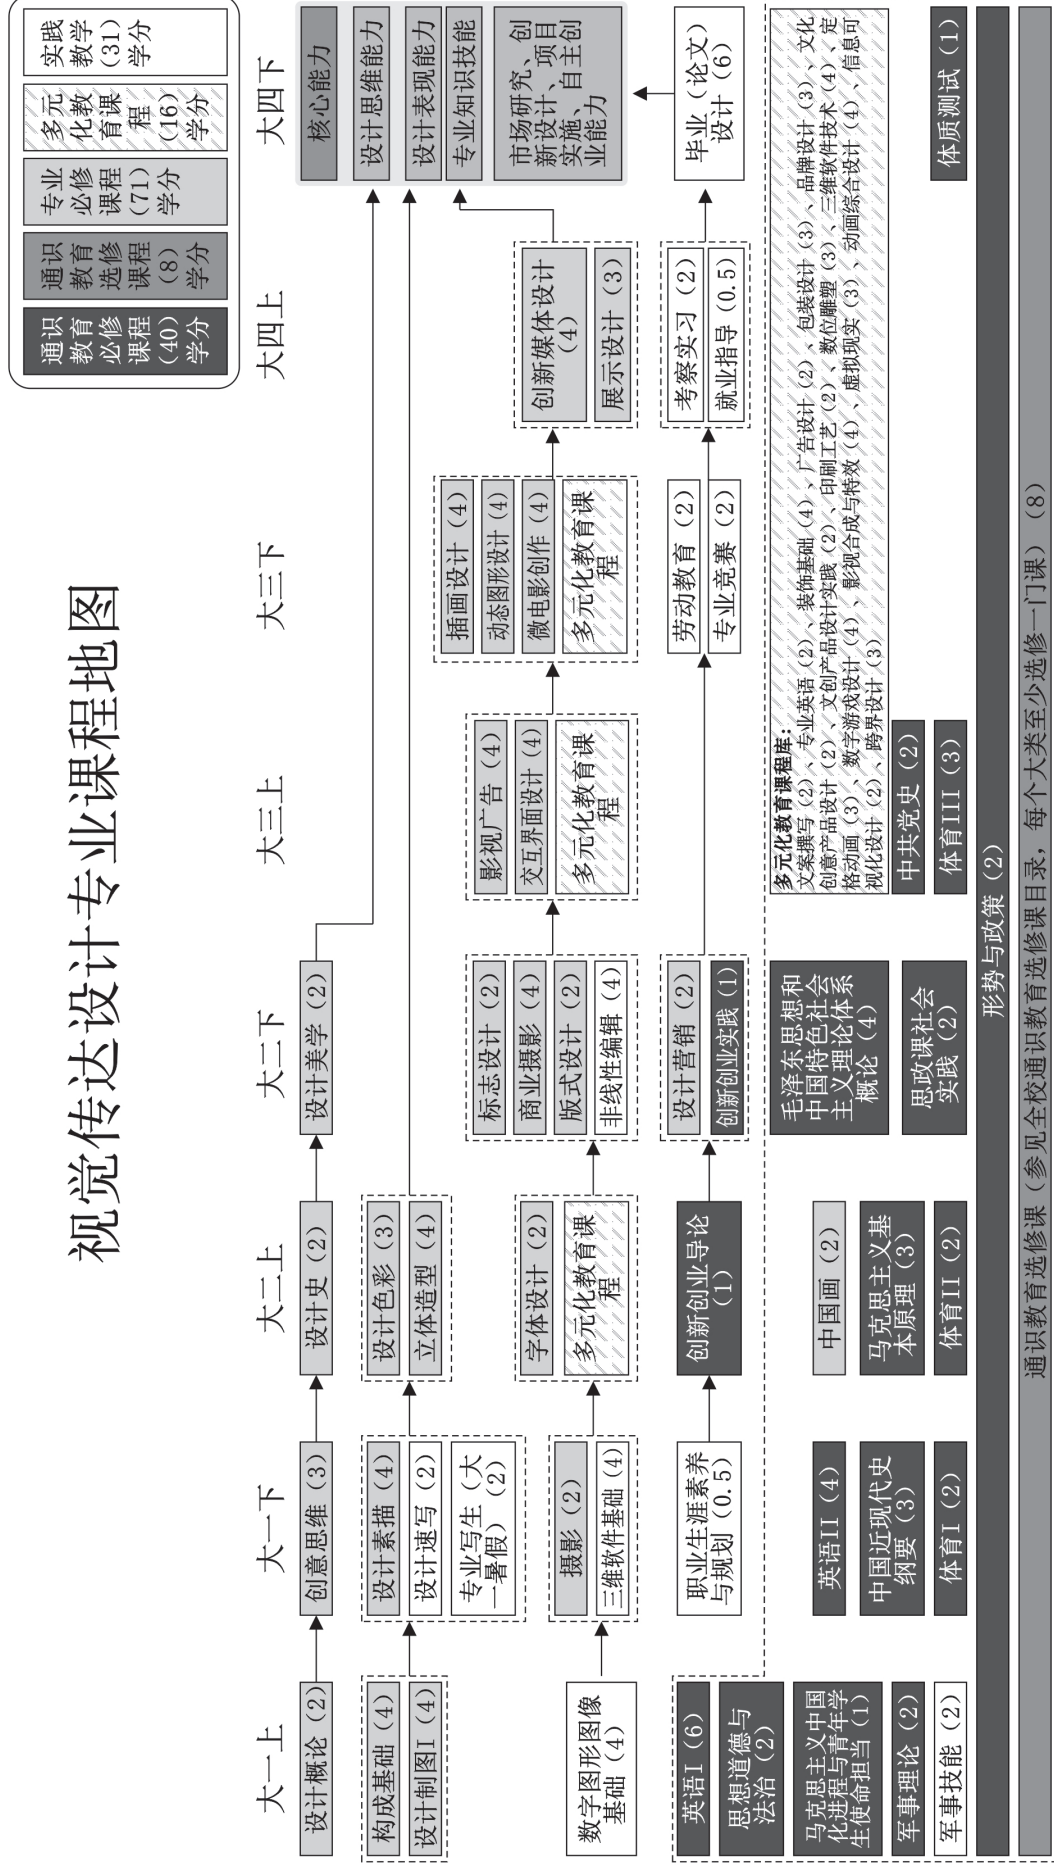 视觉传达设计专业课程地图
通识
教育
必修
课程
(40)
学分
通识
教育
选修
课程
(8)
学分
专业
必修
课程
(71)
学分
多元
化教
育课
程
(16)
学分
实践
教学
(31)
学分
大一上
大一下
大二上
大二下
大三上
大三下
大四上
大四下
设计概论（2）
创意思维（3）
设计史（2）
设计美学（2）
核心能力
设计思维能力
设计表现能力
专业知识技能
市场研究、创
新设计、项目
实施、自主创
业能力
构成基础（4）
设计制图I（4）
设计素描（4）
设计速写（2）
专业写生（大
一暑假）（2）
设计色彩（3）
立体造型（4）
数字图形图像
基础（4）
摄影（2）
三维软件基础（4）
字体设计（2）
多元化教育课
程
标志设计（2）
商业摄影（4）
版式设计（2）
非线性编辑（4）
影视广告（4）
交互界面设计（4）
多元化教育课
程
插画设计（4）
动态图形设计（4）
微电影创作（4）
多元化教育课
程
创新媒体设计
（4）
展示设计（3）
职业生涯素养
与规划（0.5）
创新创业导论
（1）
设计营销（2）
创新创业实践（1）
劳动教育（2）
专业竞赛（2）
考察实习（2）
就业指导（0.5）
毕业（论文）
设计（6）
英语I（6）
思想道德与
法治（2）
马克思主义中国
化进程与青年学
生使命担当（1）
军事理论（2）
军事技能（2）
英语II（4）
中国近现代史
纲要（3）
体育I（2）
中国画（2）
马克思主义基
本原理（3）
体育II（2）
毛泽东思想和
中国特色社会
主义理论体系
概论（4）
思政课社会
实践（2）
多元化教育课程库：
文案撰写（2）、专业英语（2）、装饰基础（4）、广告设计（2）、包装设计（3）、品牌设计（3）、文化
创意产品设计（2）、文创产品设计实践（2）、印刷工艺（2）、数位雕塑（3）、三维软件技术（4）、定
格动画（3）、数字游戏设计（4）、影视合成与特效（4）、虚拟现实（3）、动画综合设计（4）、信息可
视化设计（2）、跨界设计（3）
中共党史（2）
体育III（3）
体质测试（1）
形势与政策（2）
通识教育选修课（参见全校通识教育选修课目录，每个大类至少选修一门课）（8）